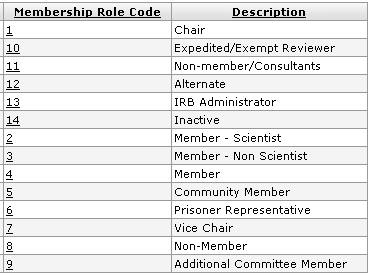 Membership Role Code Description
1 Chair
10 Expedited/Exempt Reviewer
11 Non-member/Consultants
12 Alternate
13 IRB Administrator
14 Inactive
2 Member - Scientist
3 Member - Non Scientist
4 Member
5 Community Member
6 Prisoner Representative
7 Vice Chair
8 Non-Member
9 Additional Committee Member